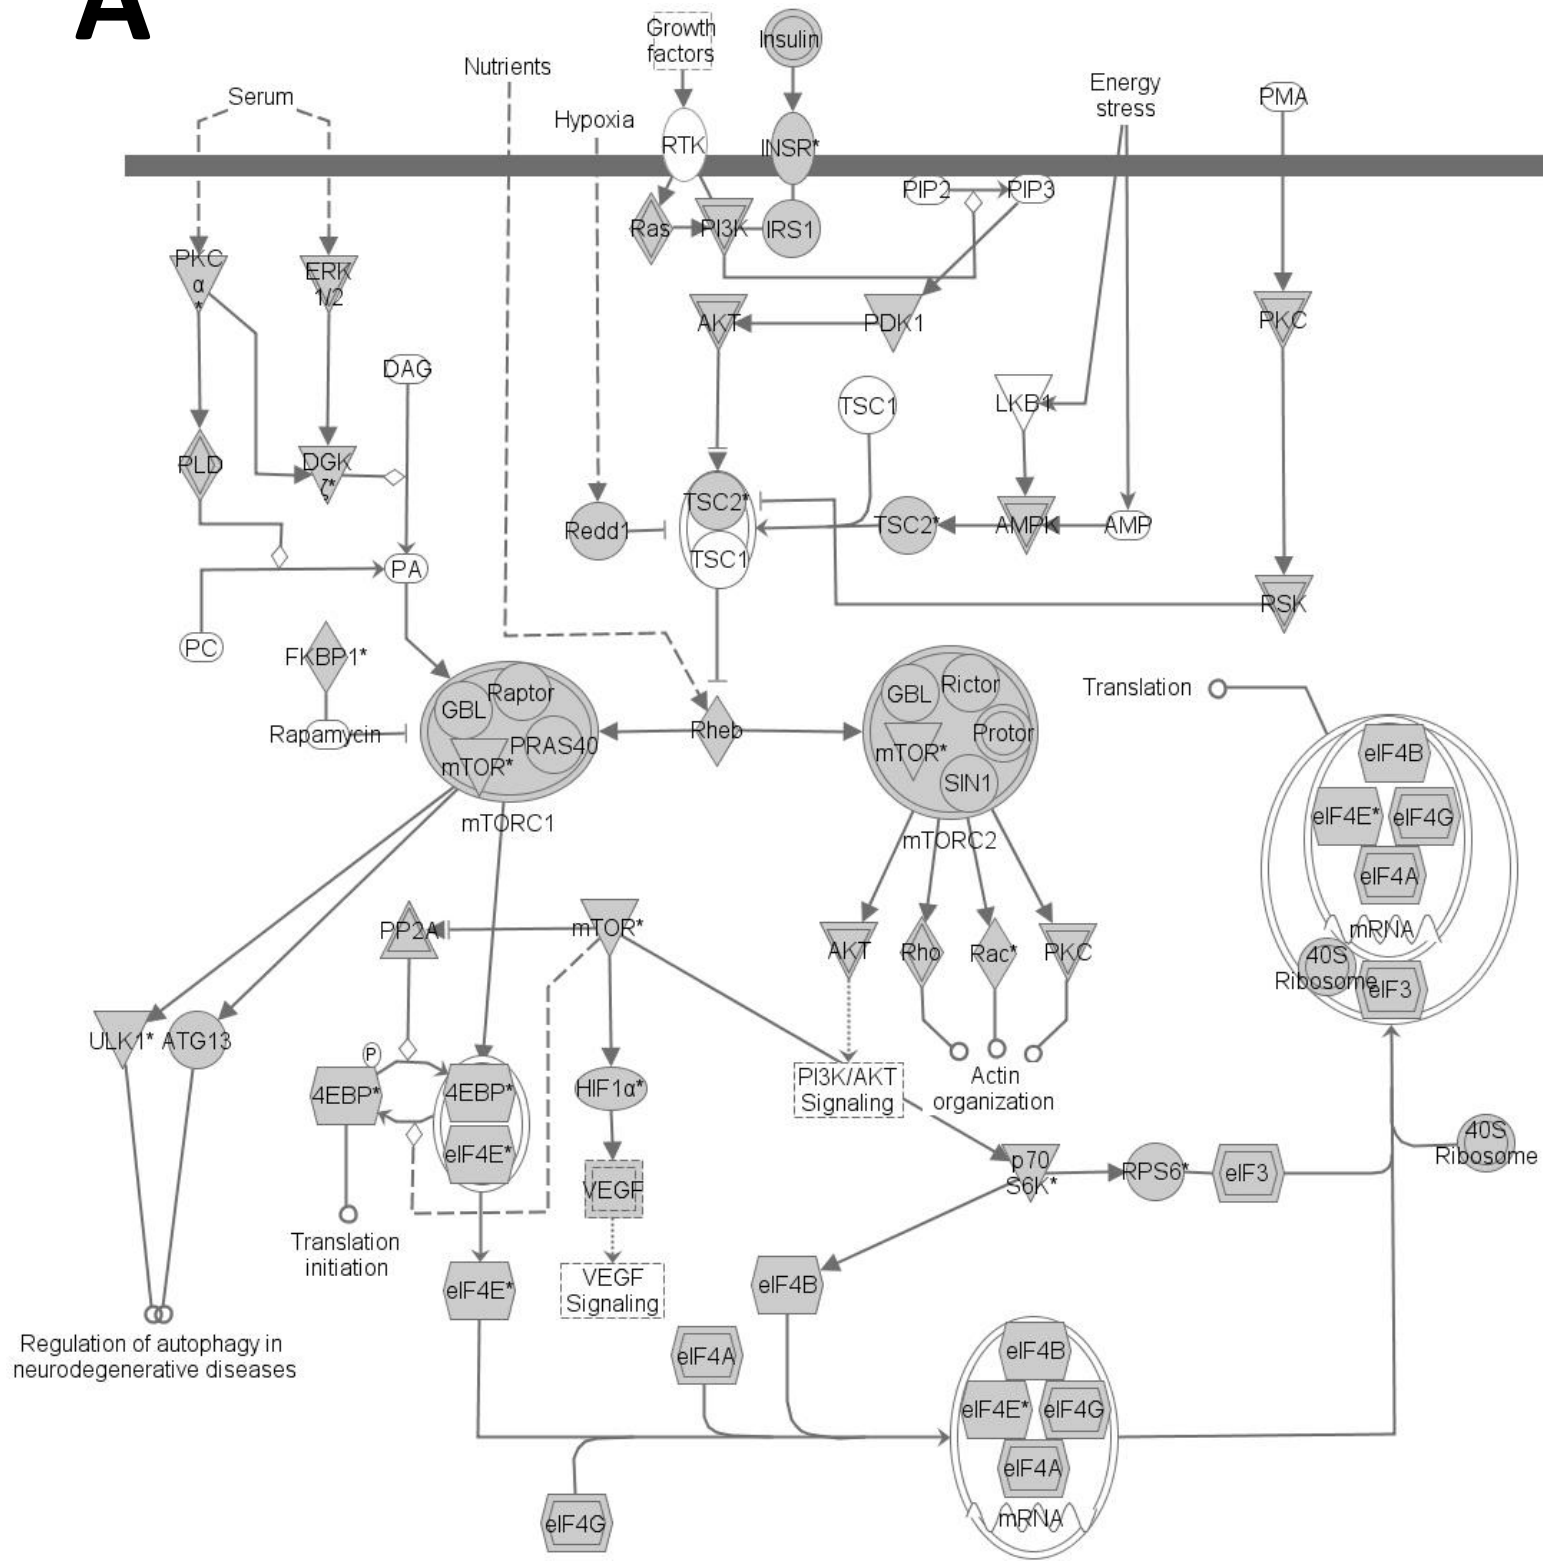 A
Growth
factors
Insulin
Nutrients
Energy
stress
Serum
PMA
Hypoxia
RTK
INSR*
PIP2
PIP3
Ras
PI3K
IRS1
PKC
α
*
ERK
1/2
AKT
PDK1
PKC
DAG
TSC1
LKB1
PLD
DGK
ζ*
TSC2*
Redd1
TSC1
TSC2*
AMPK
AMP
PA
RSK
PC
FKBP1*
Rapamycin
GBL
Raptor
PRAS40
mTOR*
mTORC1
Rheb
GBL
Rictor
Protor
mTOR*
SIN1
mTORC2
Translation
eIF4B
eIF4E*
eIF4G
eIF4A
mRNA
40S
Ribosome
eIF3
PP2A
mTOR*
AKT
Rho
Rac*
PKC
ULK1*
ATG13
P
4EBP*
4EBP*
eIF4E*
HIF1α*
PI3K/AKT
Signaling
Actin
organization
p70
S6K*
RPS6*
eIF3
40S
Ribosome
VEGF
Translation
initiation
eIF4E*
VEGF
Signaling
eIF4B
Regulation of autophagy in
neurodegenerative diseases
eIF4A
eIF4B
eIF4E*
eIF4G
eIF4A
mRNA
eIF4G